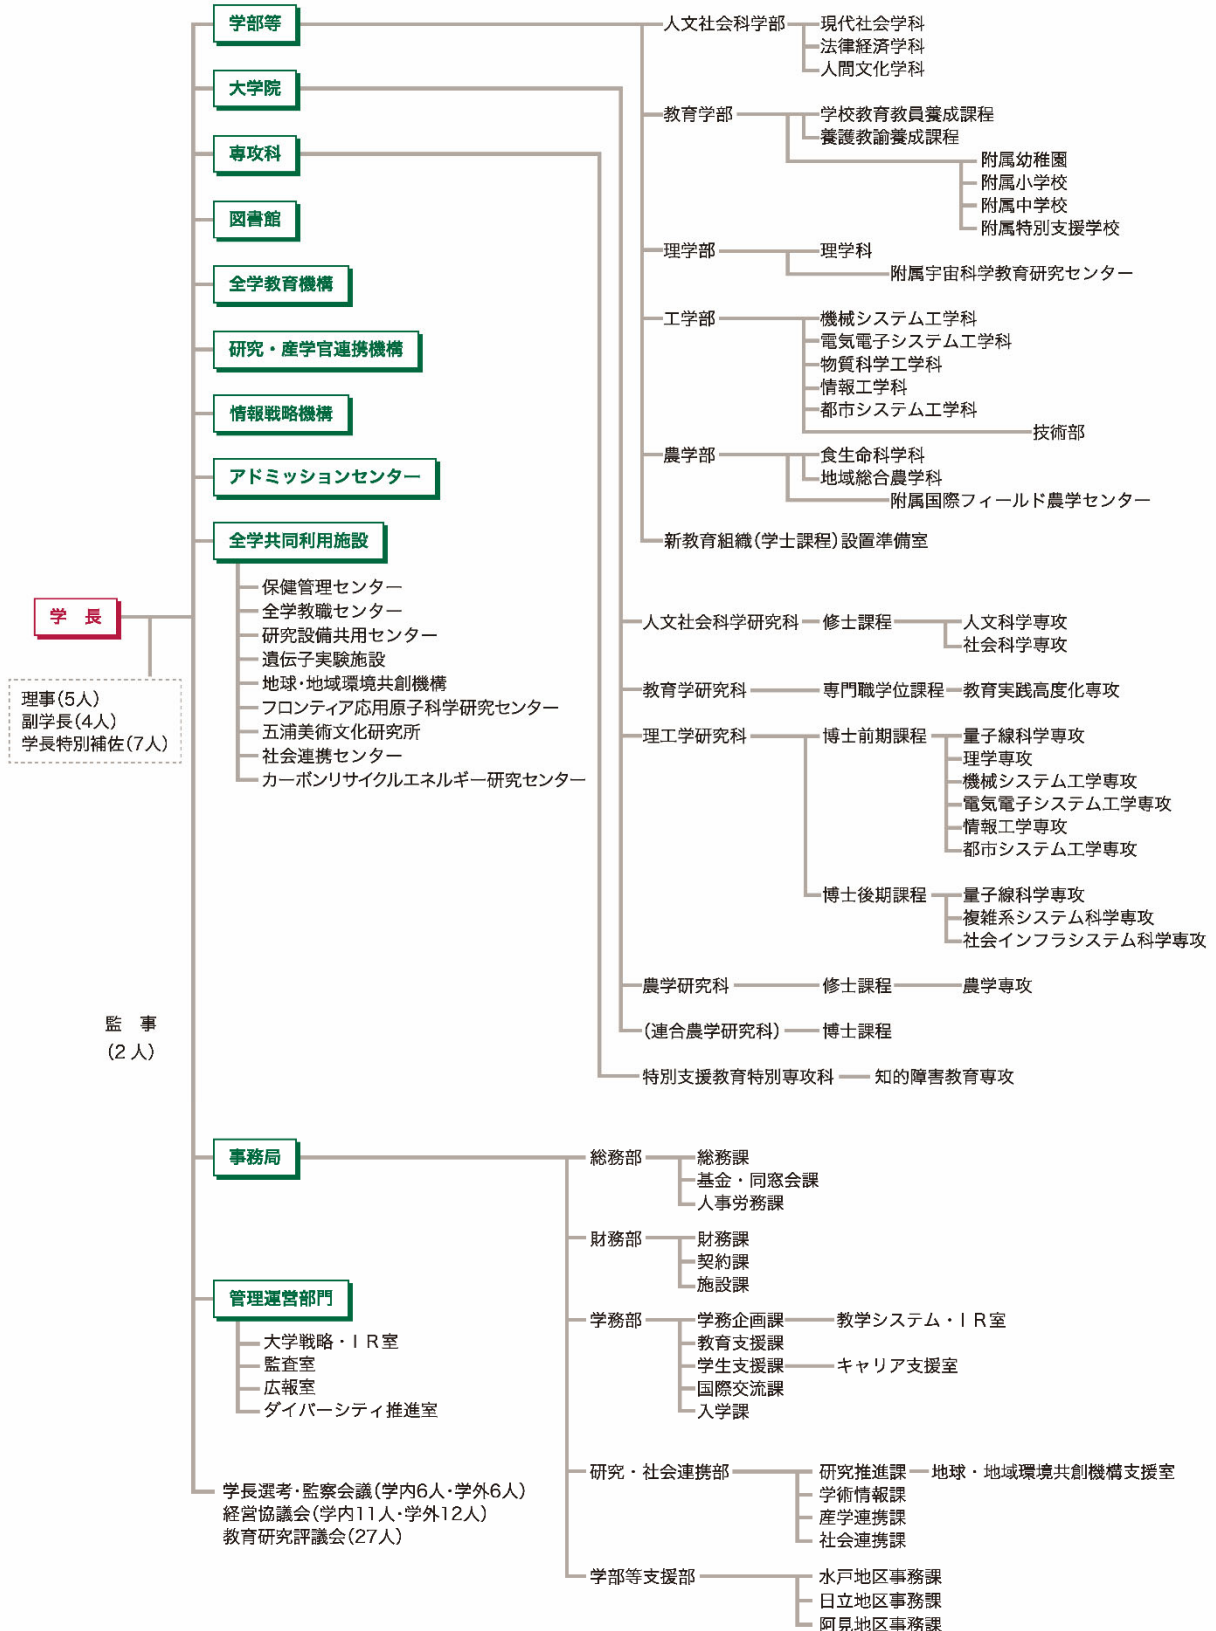 学長
理事(5人)
副学長(4人)
学長特別補佐(7人)
監事
(2人)
学部等
人文社会科学部
現代社会学科
法律経済学科
人間文化学科
教育学部
学校教育教員養成課程
養護教諭養成課程
附属幼稚園
附属小学校
附属中学校
附属特別支援学校
理学部
理学科
附属宇宙科学教育研究センター
工学部
機械システム工学科
電気電子システム工学科
物質科学工学科
情報工学科
都市システム工学科
技術部
農学部
食生命科学科
地域総合農学科
附属国際フィールド農学センター
新教育組織(学士課程)設置準備室
大学院
人文社会科学研究科
修士課程
人文科学専攻
社会科学専攻
教育学研究科
専門職学位課程
教育実践高度化専攻
理工学研究科
博士前期課程
量子線科学専攻
理学専攻
機械システム工学専攻
電気電子システム工学専攻
情報工学専攻
都市システム工学専攻
博士後期課程
量子線科学専攻
複雑系システム科学専攻
社会インフラシステム科学専攻
農学研究科
修士課程
農学専攻
(連合農学研究科)
博士課程
専攻科
特別支援教育特別専攻科
知的障害教育専攻
図書館
全学教育機構
研究・産学官連携機構
情報戦略機構
アドミッションセンター
全学共同利用施設
保健管理センター
全学教職センター
研究設備共用センター
遺伝子実験施設
地球・地域環境共創機構
フロンティア応用原子科学研究センター
五浦美術文化研究所
社会連携センター
カーボンリサイクルエネルギー研究センター
事務局
総務部
総務課
基金・同窓会課
人事労務課
財務部
財務課
契約課
施設課
学務部
学務企画課
教学システム・IR室
教育支援課
学生支援課
キャリア支援室
国際交流課
入学課
研究・社会連携部
研究推進課
地球・地域環境共創機構支援室
学術情報課
産学連携課
社会連携課
学部等支援部
水戸地区事務課
日立地区事務課
阿見地区事務課
管理運営部門
大学戦略・IR室
監査室
広報室
ダイバーシティ推進室
学長選考・監察会議(学内6人・学外6人)
経営協議会(学内11人・学外12人)
教育研究評議会(27人)